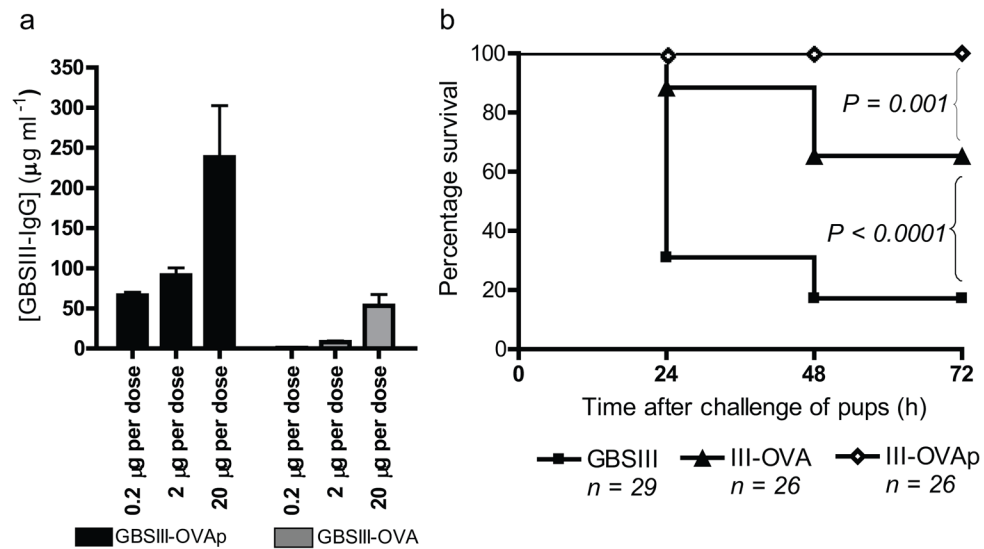 a
[GBSIII-IgG] (µg ml⁻¹)
350
300
250
200
150
100
50
0
0.2 µg per dose
2 µg per dose
20 µg per dose
0.2 µg per dose
2 µg per dose
20 µg per dose
GBSIII-OVAp
GBSIII-OVA
b
Percentage survival
100
80
60
40
20
0
P = 0.001
P < 0.0001
0
24
48
72
Time after challenge of pups (h)
GBSIII
III-OVA
III-OVAp
n = 29
n = 26
n = 26